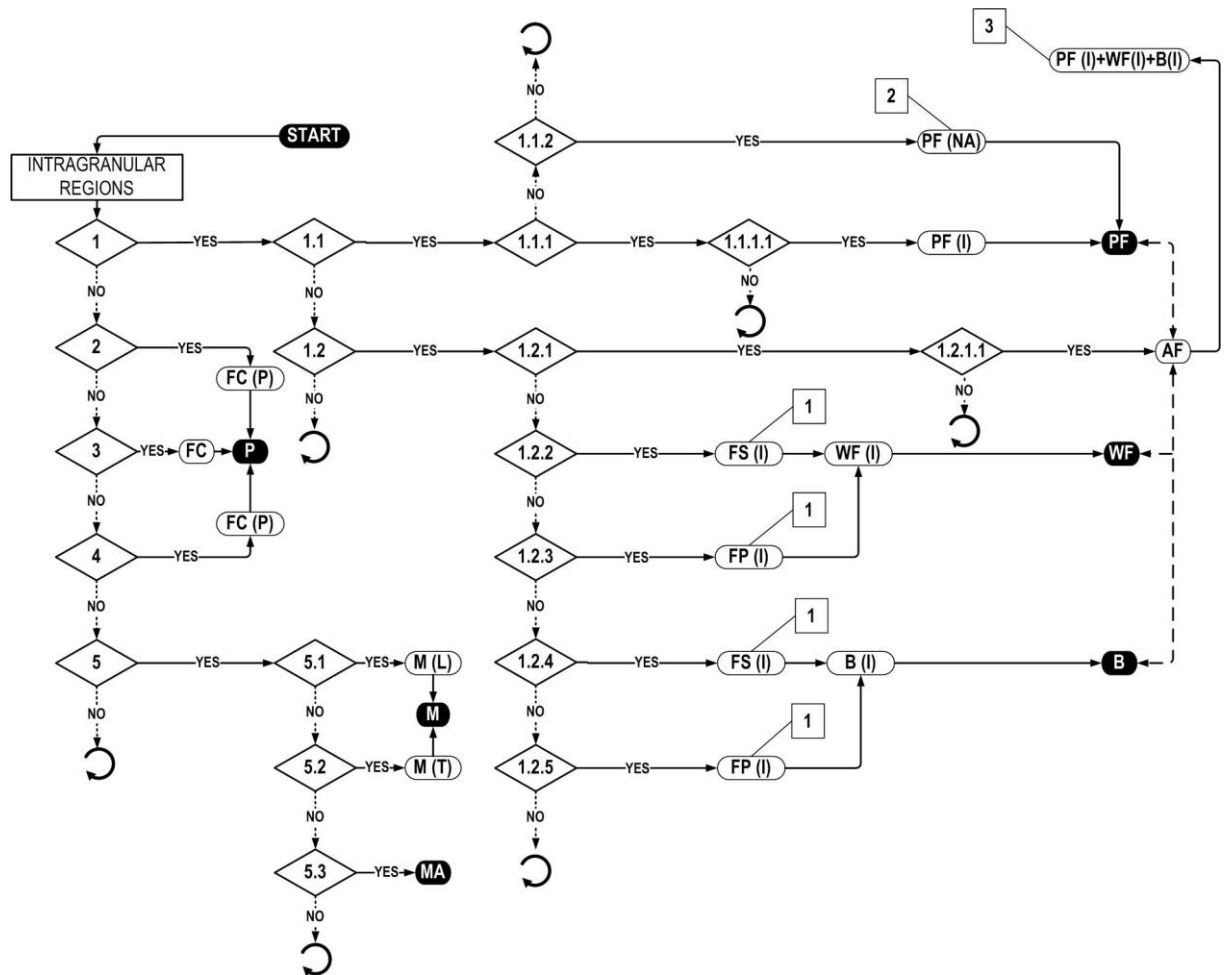 3
PF (I)+WF(I)+B(I)
NO
2
START
1.1.2
YES
PF (NA)
INTRAGRANULAR
REGIONS
NO
1
YES
1.1
YES
1.1.1
YES
1.1.1.1
YES
PF (I)
PF
NO
NO
NO
2
YES
1.2
YES
1.2.1
YES
1.2.1.1
YES
AF
FC (P)
NO
NO
NO
NO
1
3
YES
FC
P
1.2.2
YES
FS (I)
WF (I)
WF
NO
NO
FC (P)
1
4
YES
1.2.3
YES
FP (I)
NO
NO
1
5
YES
5.1
YES
M (L)
1.2.4
YES
FS (I)
B (I)
B
NO
NO
M
NO
1
5.2
YES
M (T)
1.2.5
YES
FP (I)
NO
NO
5.3
YES
MA
NO